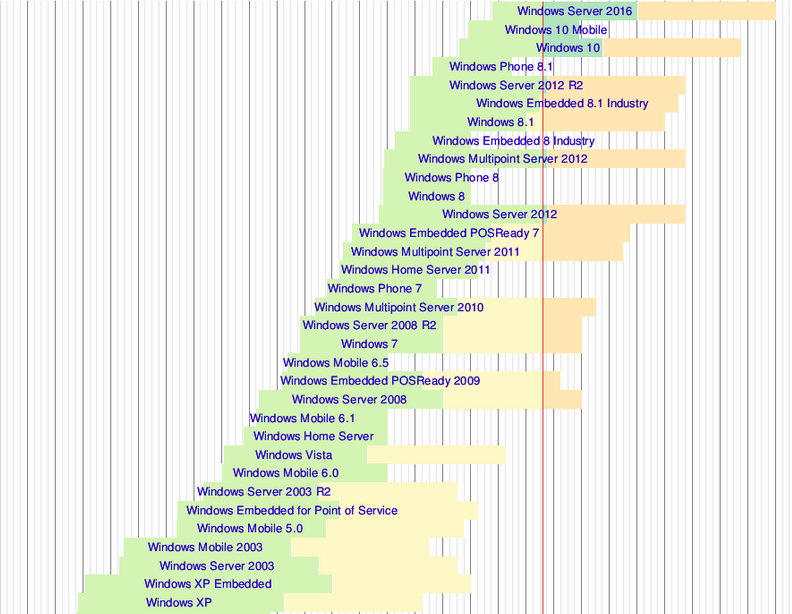 Windows Server 2016
Windows 10 Mobile
Windows 10
Windows Phone 8.1
Windows Server 2012 R2
Windows Embedded 8.1 Industry
Windows 8.1
Windows Embedded 8 Industry
Windows Multipoint Server 2012
Windows Phone 8
Windows 8
Windows Server 2012
Windows Embedded POSReady 7
Windows Multipoint Server 2011
Windows Home Server 2011
Windows Phone 7
Windows Multipoint Server 2010
Windows Server 2008 R2
Windows 7
Windows Mobile 6.5
Windows Embedded POSReady 2009
Windows Server 2008
Windows Mobile 6.1
Windows Home Server
Windows Vista
Windows Mobile 6.0
Windows Server 2003 R2
Windows Embedded for Point of Service
Windows Mobile 5.0
Windows Mobile 2003
Windows Server 2003
Windows XP Embedded
Windows XP